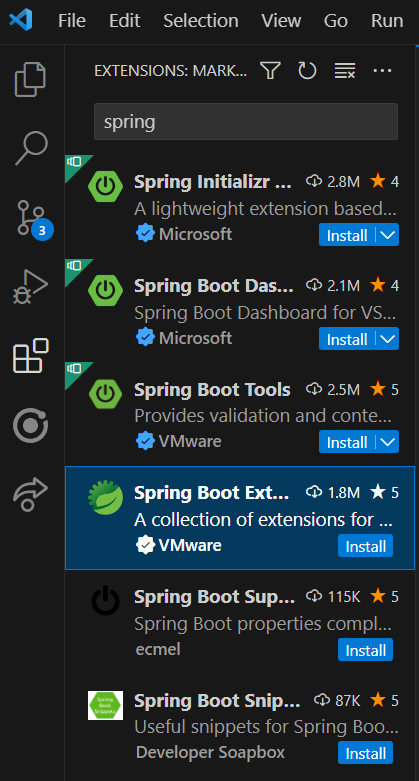 File Edit Selection View Go Run
EXTENSIONS: MARK...
spring
Spring Initializr ... 2.8M 4
A lightweight extension based...
Microsoft Install
Spring Boot Das... 2.1M 4
Spring Boot Dashboard for VS...
Microsoft Install
3
Spring Boot Tools 2.5M 5
Provides validation and conte...
VMware Install
Spring Boot Ext... 1.8M 5
A collection of extensions for ...
VMware Install
Spring Boot Sup... 115K 5
Spring Boot properties compl...
ecmel Install
Spring Boot Snippets
Spring Boot Snip... 87K 5
Useful snippets for Spring Boo...
Developer Soapbox Install